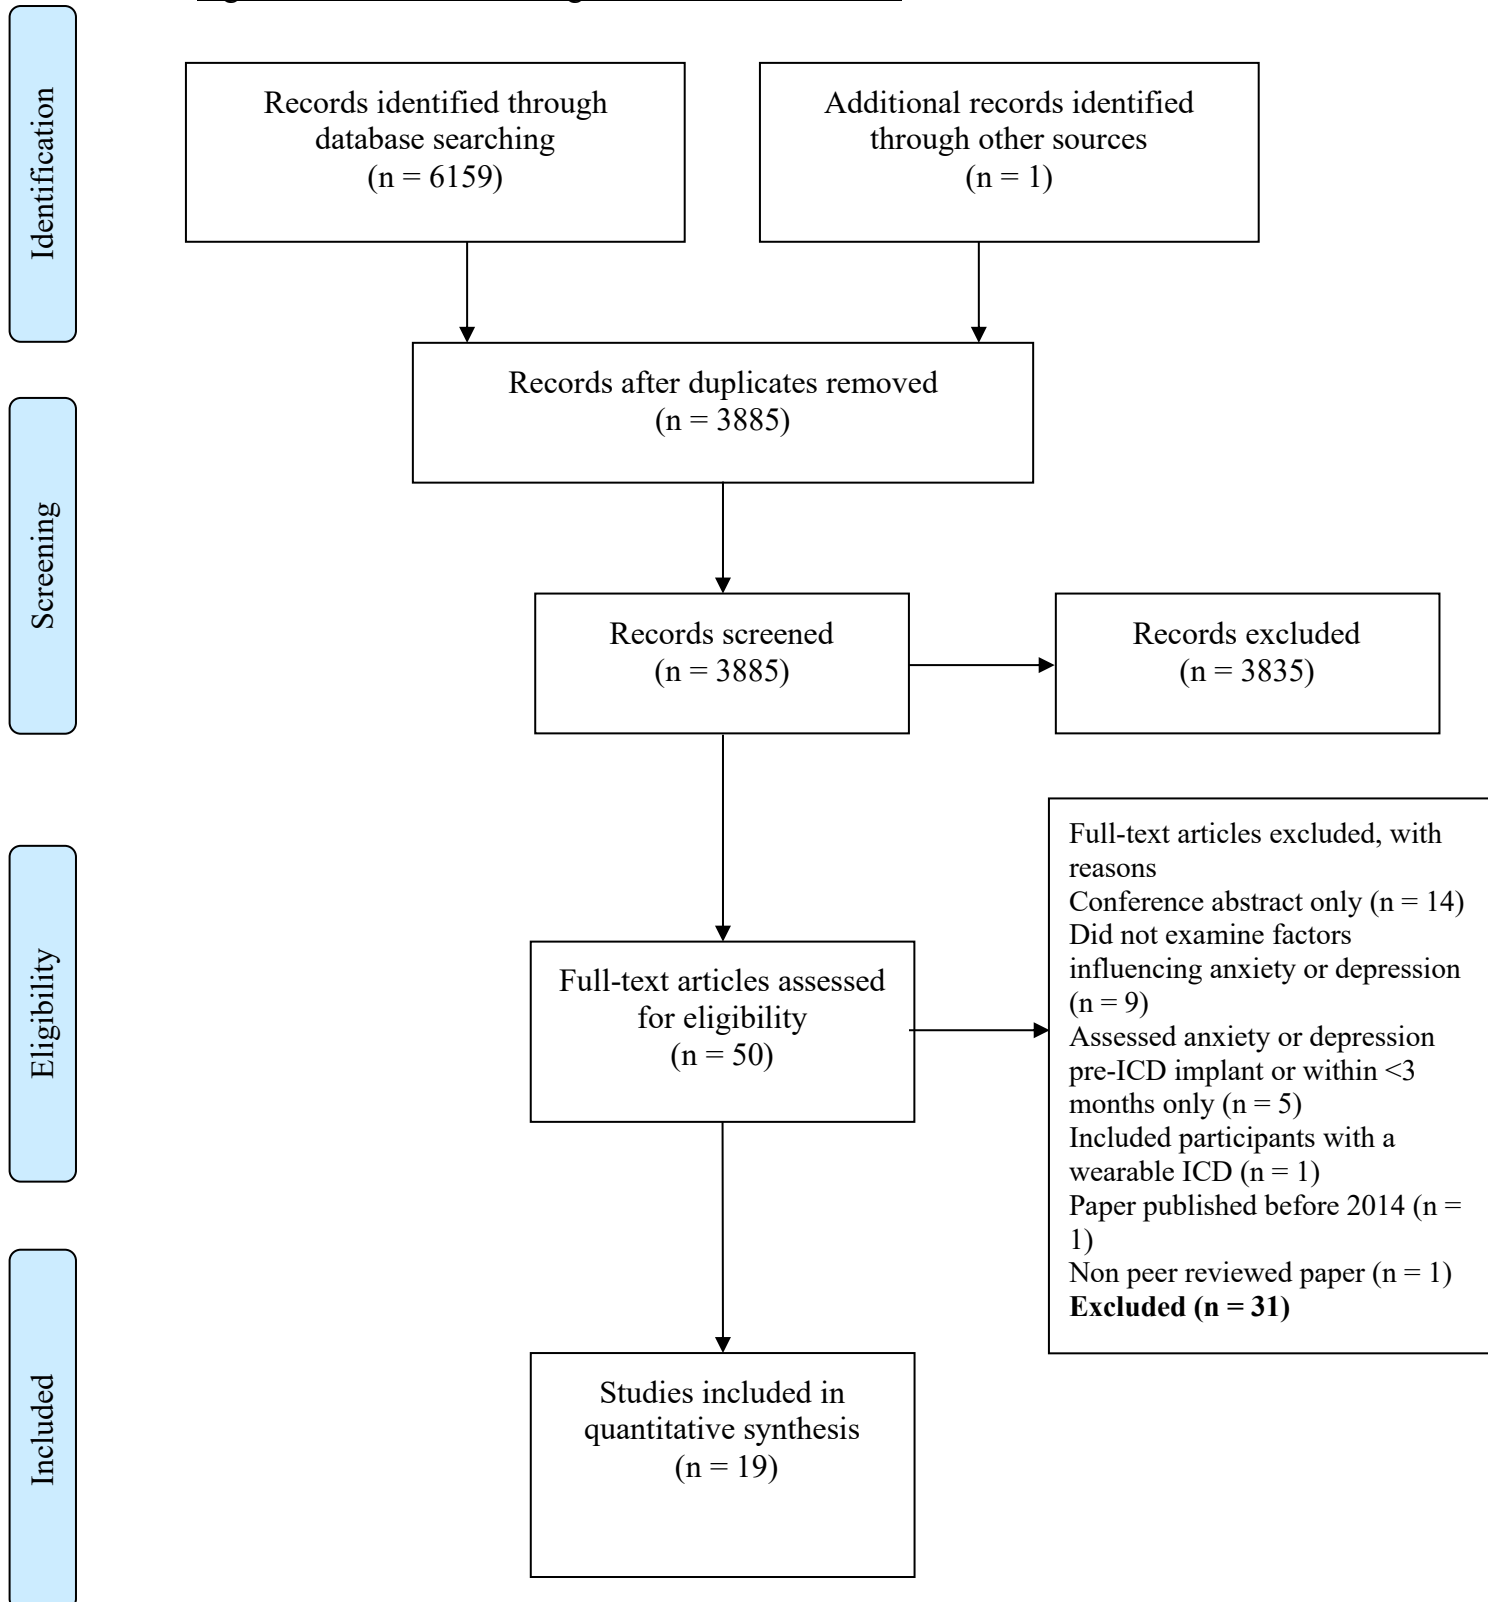 Identification
Records identified through
database searching
(n = 6159)
Additional records identified
through other sources
(n = 1)
Records after duplicates removed
(n = 3885)
Screening
Records screened
(n = 3885)
Records excluded
(n = 3835)
Eligibility
Full-text articles assessed
for eligibility
(n = 50)
Full-text articles excluded, with
reasons
Conference abstract only (n = 14)
Did not examine factors
influencing anxiety or depression
(n = 9)
Assessed anxiety or depression
pre-ICD implant or within <3
months only (n = 5)
Included participants with a
wearable ICD (n = 1)
Paper published before 2014 (n =
1)
Non peer reviewed paper (n = 1)
Excluded (n = 31)
Included
Studies included in
quantitative synthesis
(n = 19)